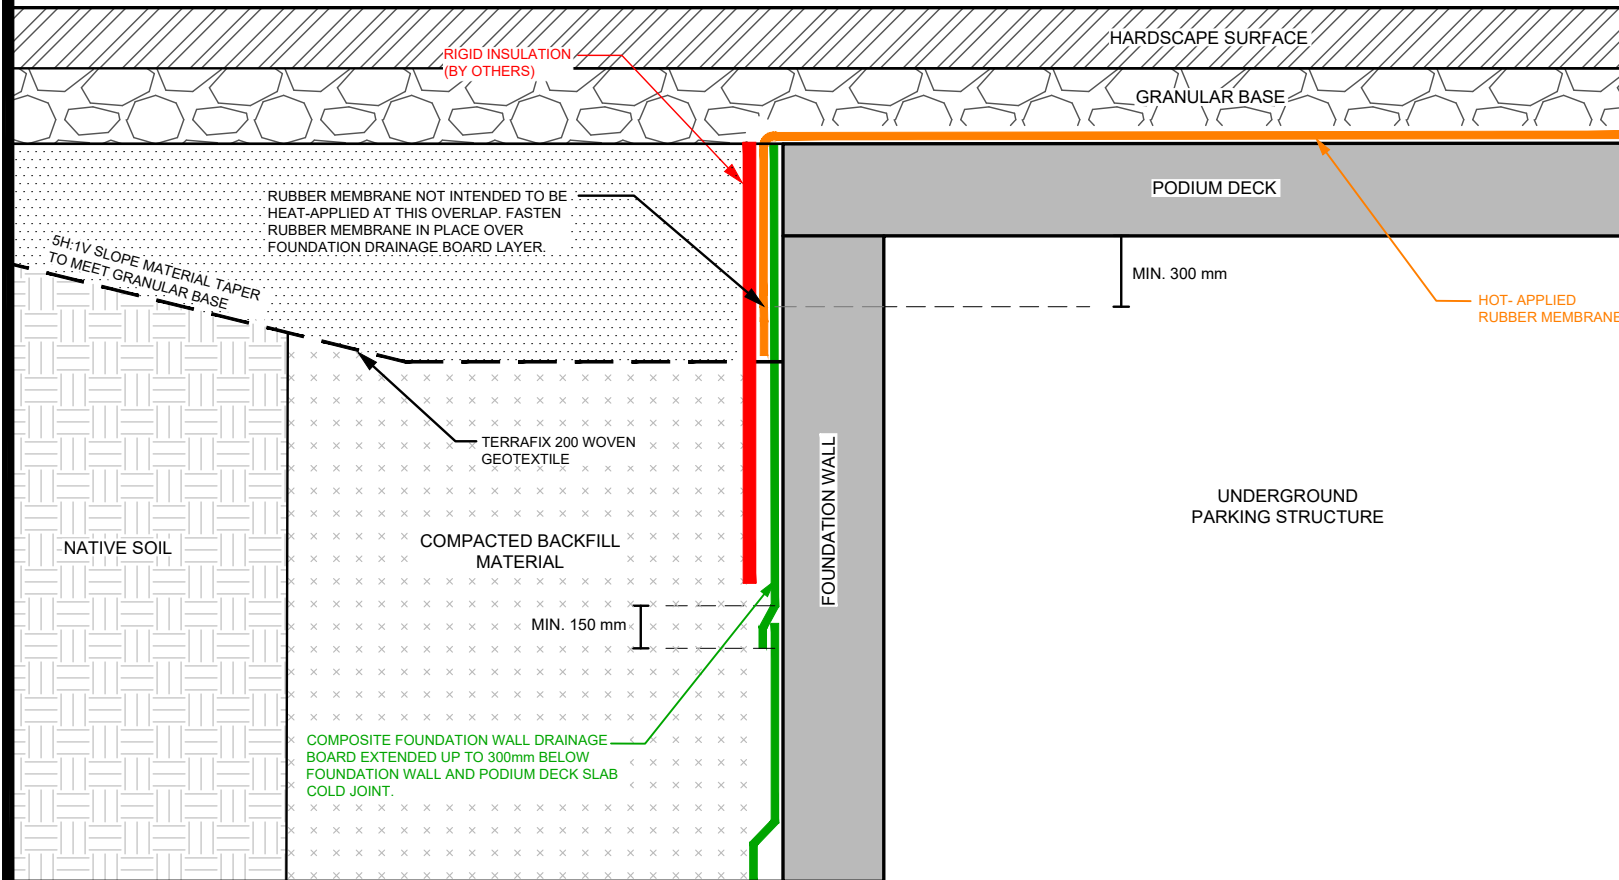 HARDSCAPE SURFACE
RIGID INSULATION
(BY OTHERS)
GRANULAR BASE
RUBBER MEMBRANE NOT INTENDED TO BE
HEAT-APPLIED AT THIS OVERLAP. FASTEN
RUBBER MEMBRANE IN PLACE OVER
FOUNDATION DRAINAGE BOARD LAYER.
PODIUM DECK
5H:1V SLOPE MATERIAL TAPER
TO MEET GRANULAR BASE
MIN. 300 mm
HOT- APPLIED
RUBBER MEMBRANE
TERRAFIX 200 WOVEN
GEOTEXTILE
FOUNDATION WALL
UNDERGROUND
PARKING STRUCTURE
NATIVE SOIL
COMPACTED BACKFILL
MATERIAL
MIN. 150 mm
COMPOSITE FOUNDATION WALL DRAINAGE
BOARD EXTENDED UP TO 300mm BELOW
FOUNDATION WALL AND PODIUM DECK SLAB
COLD JOINT.